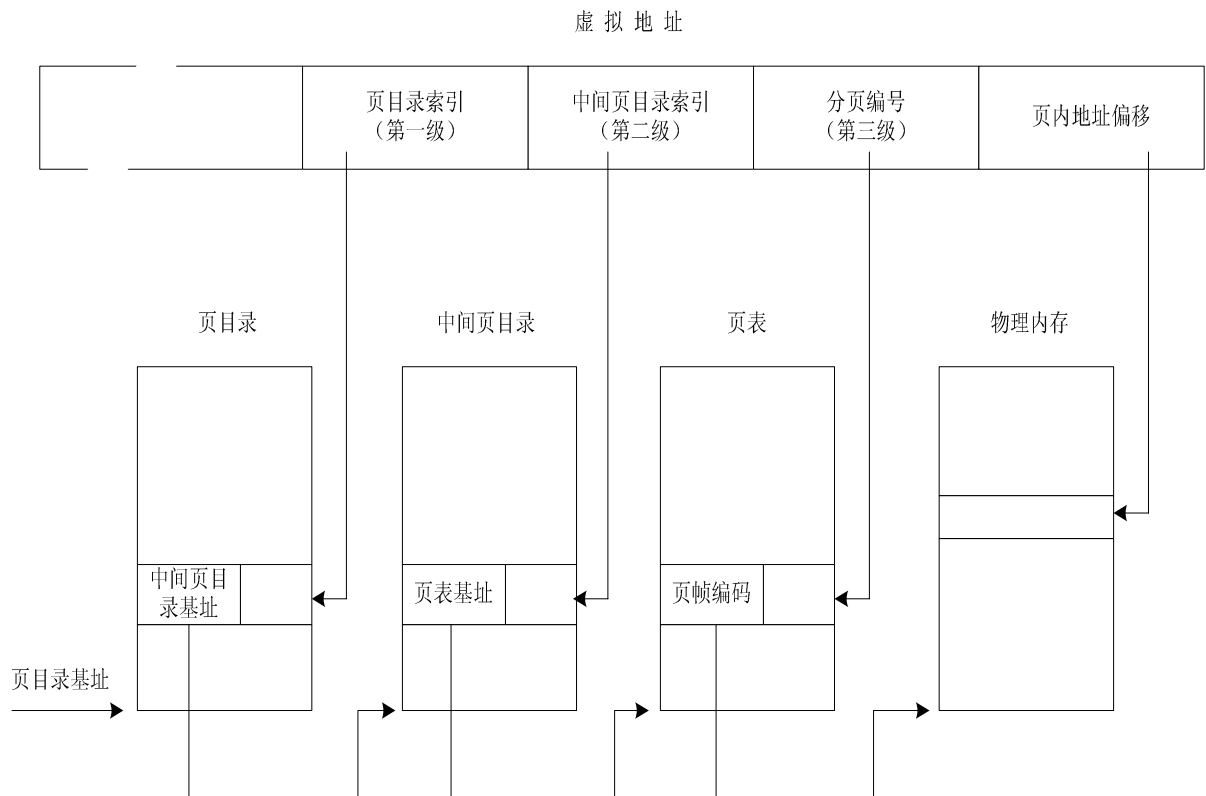 虚拟地址
页目录索引
（第一级）
中间页目录索引
（第二级）
分页编号
（第三级）
页内地址偏移
页目录
中间页目录
页表
物理内存
中间页目
录基址
页表基址
页帧编码
页目录基址